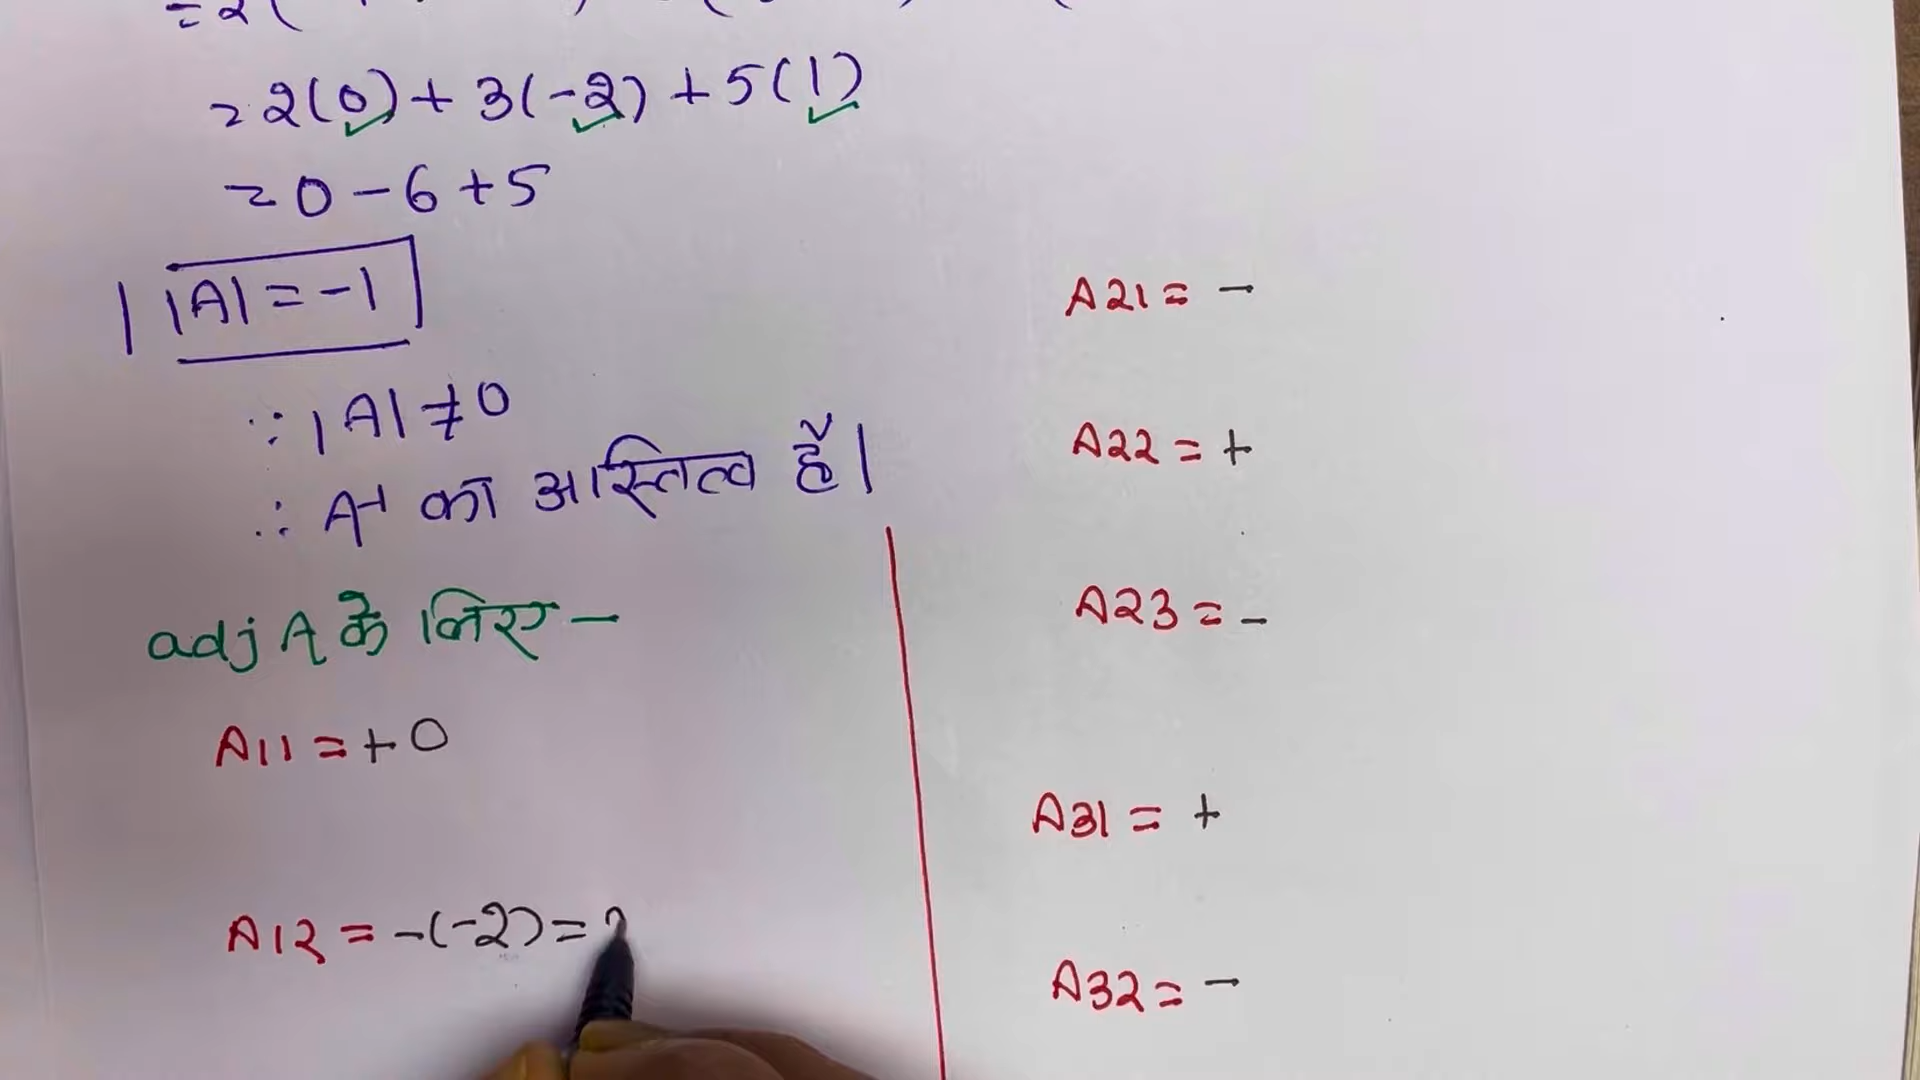 = 2(
= 2(0) + 3(-2) + 5(1)
= 0 - 6 + 5
|A| = -1
∵ |A| ≠ 0
∴ A⁻¹ का अस्तित्व हैं।
adj A के लिए -
A11 = + 0
A12 = -(-2) =
A21 = -
A22 = +
A23 = -
A31 = +
A32 = -